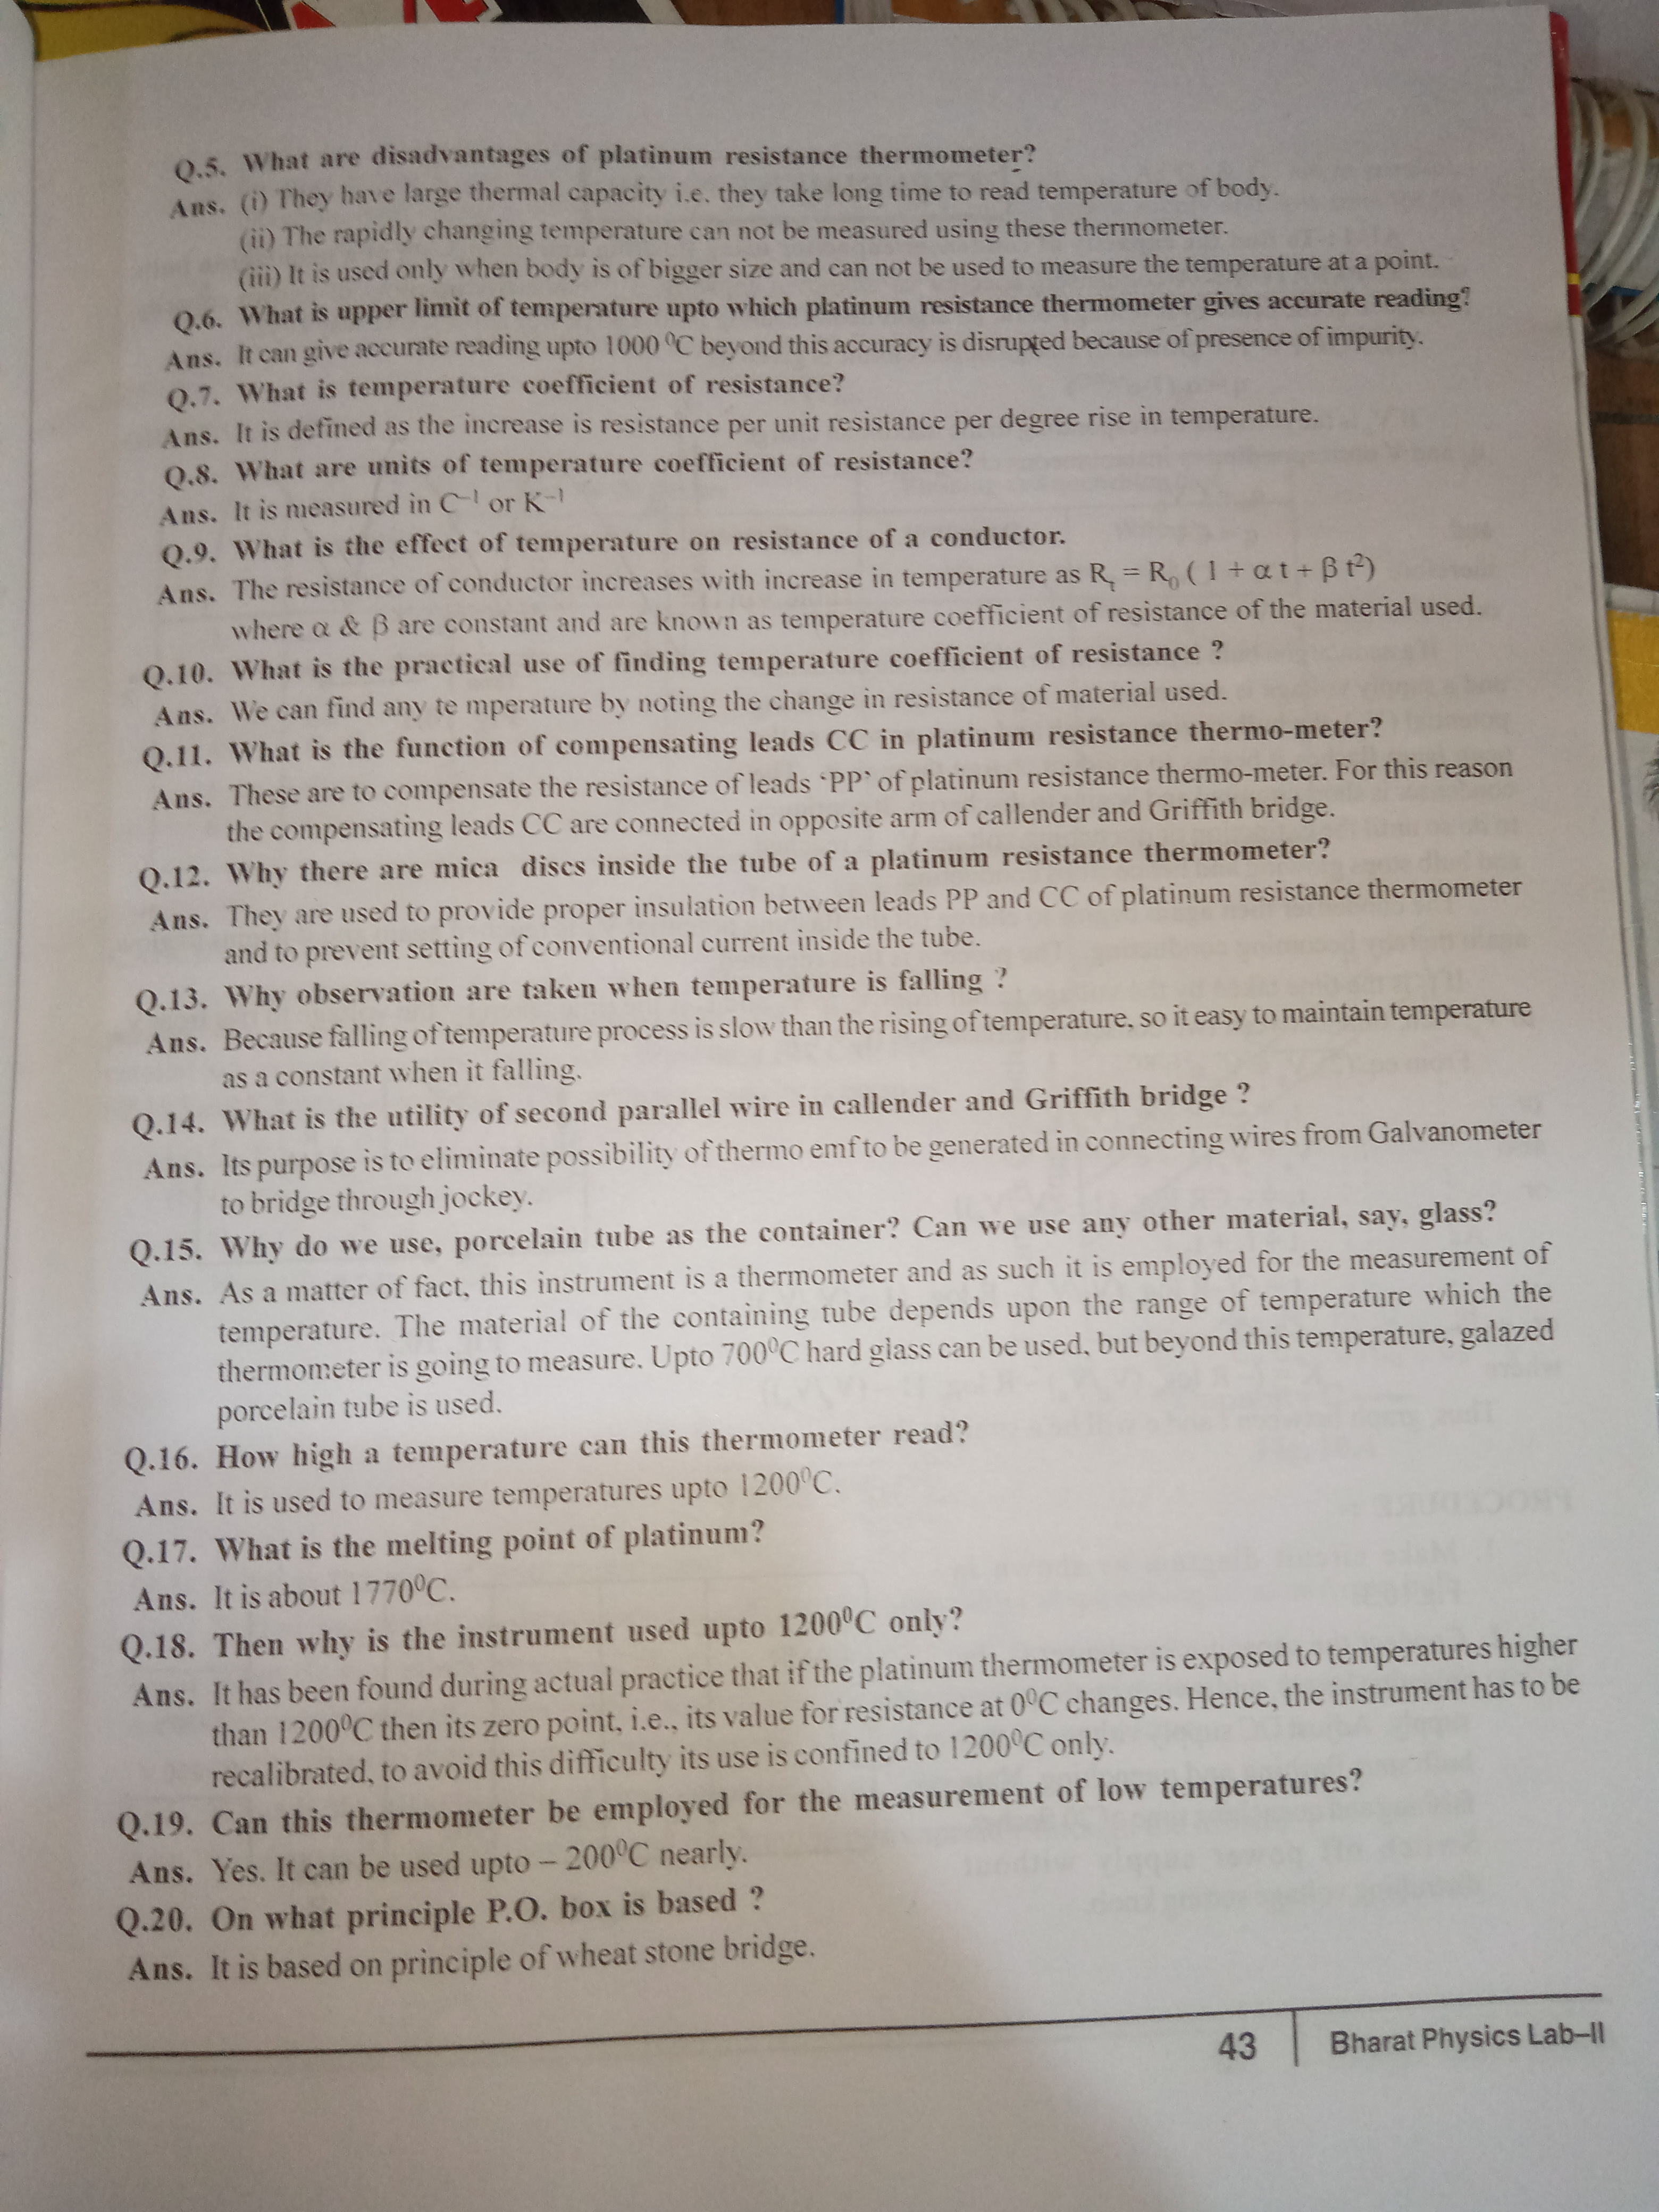 Q.5. What are disadvantages of platinum resistance thermometer?
Ans. (i) They have large thermal capacity i.e. they take long time to read temperature of body.
(ii) The rapidly changing temperature can not be measured using these thermometer.
(iii) It is used only when body is of bigger size and can not be used to measure the temperature at a point.
Q.6. What is upper limit of temperature upto which platinum resistance thermometer gives accurate reading?
Ans. It can give accurate reading upto 1000 ⁰C beyond this accuracy is disrupted because of presence of impurity.
Q.7. What is temperature coefficient of resistance?
Ans. It is defined as the increase is resistance per unit resistance per degree rise in temperature.
Q.8. What are units of temperature coefficient of resistance?
Ans. It is measured in C⁻¹ or K⁻¹
Q.9. What is the effect of temperature on resistance of a conductor.
Ans. The resistance of conductor increases with increase in temperature as Rₜ = R₀ ( 1 + α t + β t²)
where α & β are constant and are known as temperature coefficient of resistance of the material used.
Q.10. What is the practical use of finding temperature coefficient of resistance ?
Ans. We can find any te mperature by noting the change in resistance of material used.
Q.11. What is the function of compensating leads CC in platinum resistance thermo-meter?
Ans. These are to compensate the resistance of leads ‘PP’ of platinum resistance thermo-meter. For this reason
the compensating leads CC are connected in opposite arm of callender and Griffith bridge.
Q.12. Why there are mica discs inside the tube of a platinum resistance thermometer?
Ans. They are used to provide proper insulation between leads PP and CC of platinum resistance thermometer
and to prevent setting of conventional current inside the tube.
Q.13. Why observation are taken when temperature is falling ?
Ans. Because falling of temperature process is slow than the rising of temperature, so it easy to maintain temperature
as a constant when it falling.
Q.14. What is the utility of second parallel wire in callender and Griffith bridge ?
Ans. Its purpose is to eliminate possibility of thermo emf to be generated in connecting wires from Galvanometer
to bridge through jockey.
Q.15. Why do we use, porcelain tube as the container? Can we use any other material, say, glass?
Ans. As a matter of fact, this instrument is a thermometer and as such it is employed for the measurement of
temperature. The material of the containing tube depends upon the range of temperature which the
thermometer is going to measure. Upto 700⁰C hard glass can be used, but beyond this temperature, galazed
porcelain tube is used.
Q.16. How high a temperature can this thermometer read?
Ans. It is used to measure temperatures upto 1200⁰C.
Q.17. What is the melting point of platinum?
Ans. It is about 1770⁰C.
Q.18. Then why is the instrument used upto 1200⁰C only?
Ans. It has been found during actual practice that if the platinum thermometer is exposed to temperatures higher
than 1200⁰C then its zero point, i.e., its value for resistance at 0⁰C changes. Hence, the instrument has to be
recalibrated, to avoid this difficulty its use is confined to 1200⁰C only.
Q.19. Can this thermometer be employed for the measurement of low temperatures?
Ans. Yes. It can be used upto – 200⁰C nearly.
Q.20. On what principle P.O. box is based ?
Ans. It is based on principle of wheat stone bridge.
43 Bharat Physics Lab–II